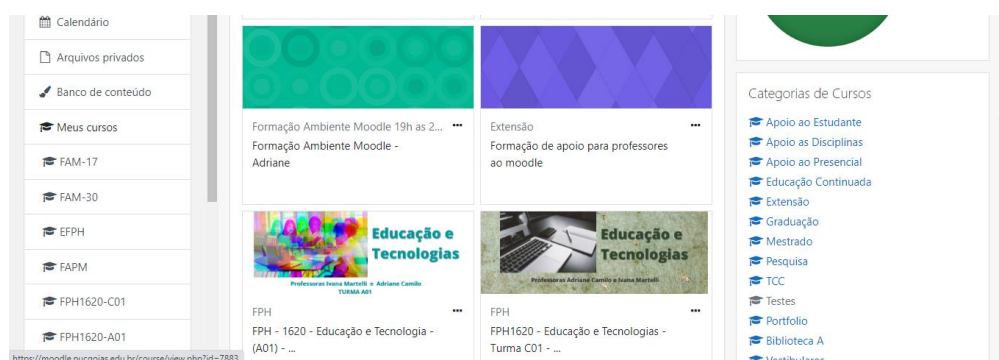 Calendário
Arquivos privados
Banco de conteúdo
Meus cursos
FAM-17
FAM-30
EFPH
FAPM
FPH1620-C01
FPH1620-A01
https://moodle.pucgoias.edu.br/course/view.php?id=7883
Formação Ambiente Moodle 19h as 2...
Formação Ambiente Moodle -
Adriane
Extensão
Formação de apoio para professores
ao moodle
Educação e
Tecnologias
Professoras Ivana Martelli e Adriane Camilo
TURMA A01
FPH
FPH - 1620 - Educação e Tecnologia -
(A01) - ...
Educação e
Tecnologias
Professoras Adriane Camilo e Ivana Martelli
FPH
FPH1620 - Educação e Tecnologias -
Turma C01 - ...
Categorias de Cursos
Apoio ao Estudante
Apoio as Disciplinas
Apoio ao Presencial
Educação Continuada
Extensão
Graduação
Mestrado
Pesquisa
TCC
Testes
Portfolio
Biblioteca A
Vestibulares